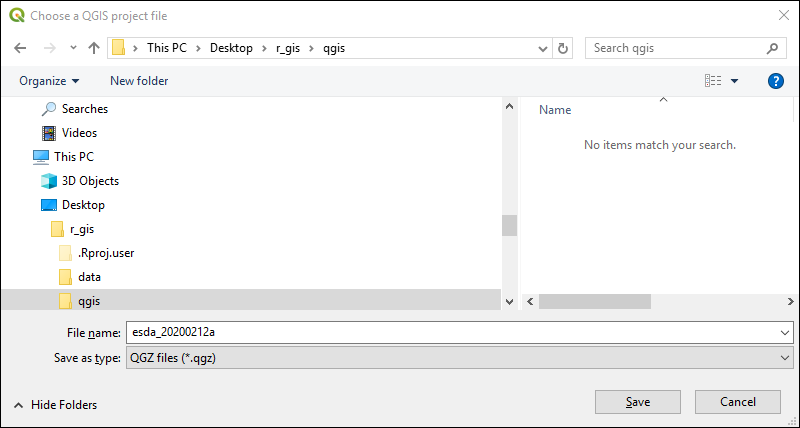 Choose a QGIS project file
This PC Desktop r_gis qgis Search qgis
Organize New folder
Searches
Videos
This PC
3D Objects
Desktop
r_gis
.Rproj.user
data
qgis
Name
No items match your search.
File name: esda_20200212a
Save as type: QGZ files (*.qgz)
Hide Folders Save Cancel